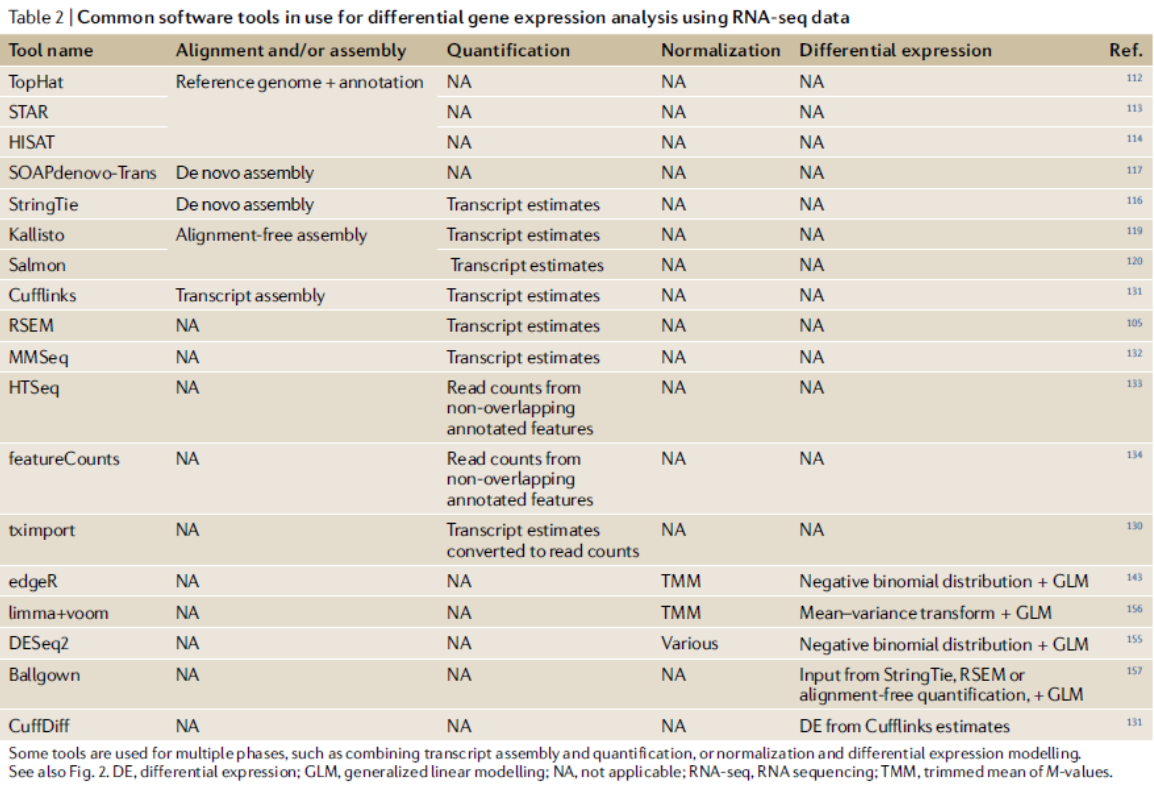 Table 2 | Common software tools in use for differential gene expression analysis using RNA-seq data
Tool name Alignment and/or assembly Quantification Normalization Differential expression Ref.
TopHat Reference genome + annotation NA NA NA 112
STAR NA NA NA 113
HISAT NA NA NA 114
SOAPdenovo-Trans De novo assembly NA NA NA 117
StringTie De novo assembly Transcript estimates NA NA 116
Kallisto Alignment-free assembly Transcript estimates NA NA 119
Salmon Transcript estimates NA NA 120
Cufflinks Transcript assembly Transcript estimates NA NA 131
RSEM NA Transcript estimates NA NA 105
MMSeq NA Transcript estimates NA NA 132
HTSeq NA Read counts from NA NA 133
non-overlapping
annotated features
featureCounts NA Read counts from NA NA 134
non-overlapping
annotated features
tximport NA Transcript estimates NA NA 130
converted to read counts
edgeR NA NA TMM Negative binomial distribution + GLM 143
limma+voom NA NA TMM Mean–variance transform + GLM 156
DESeq2 NA NA Various Negative binomial distribution + GLM 155
Ballgown NA NA NA Input from StringTie, RSEM or 157
alignment-free quantification, + GLM
CuffDiff NA NA NA DE from Cufflinks estimates 131
Some tools are used for multiple phases, such as combining transcript assembly and quantification, or normalization and differential expression modelling.
See also Fig. 2. DE, differential expression; GLM, generalized linear modelling; NA, not applicable; RNA-seq, RNA sequencing; TMM, trimmed mean of M-values.